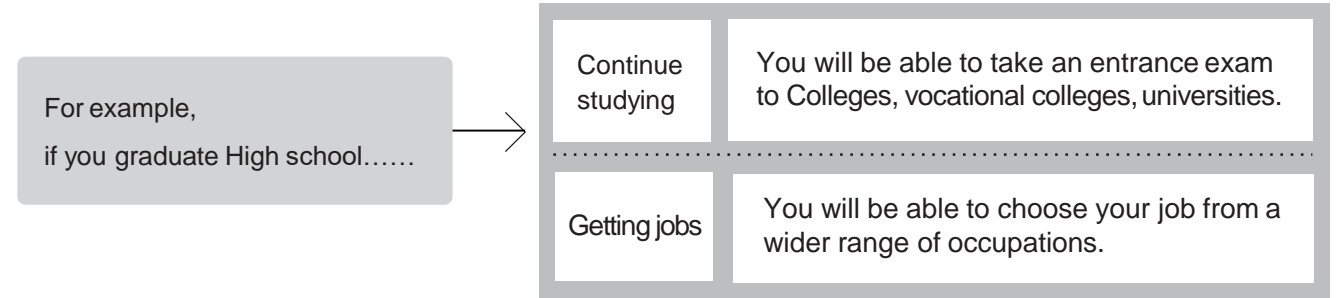 For example,
if you graduate High school……
Continue
studying
You will be able to take an entrance exam
to Colleges, vocational colleges, universities.
Getting jobs
You will be able to choose your job from a
wider range of occupations.